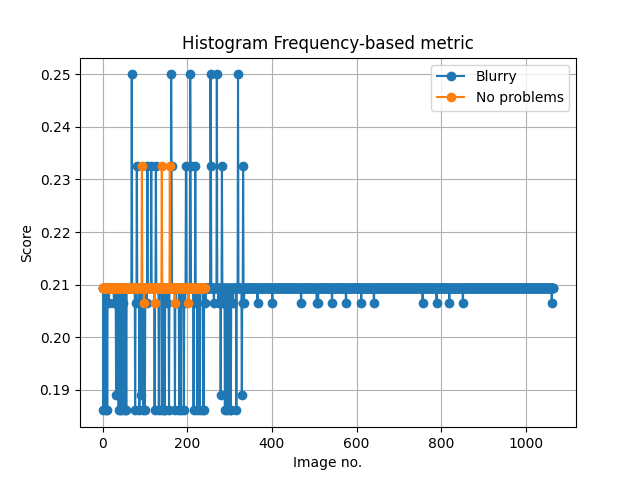 Histogram Frequency-based metric
Blurry
No problems
0.25
0.24
0.23
0.22
0.21
0.20
0.19
Score
0
200
400
600
800
1000
Image no.